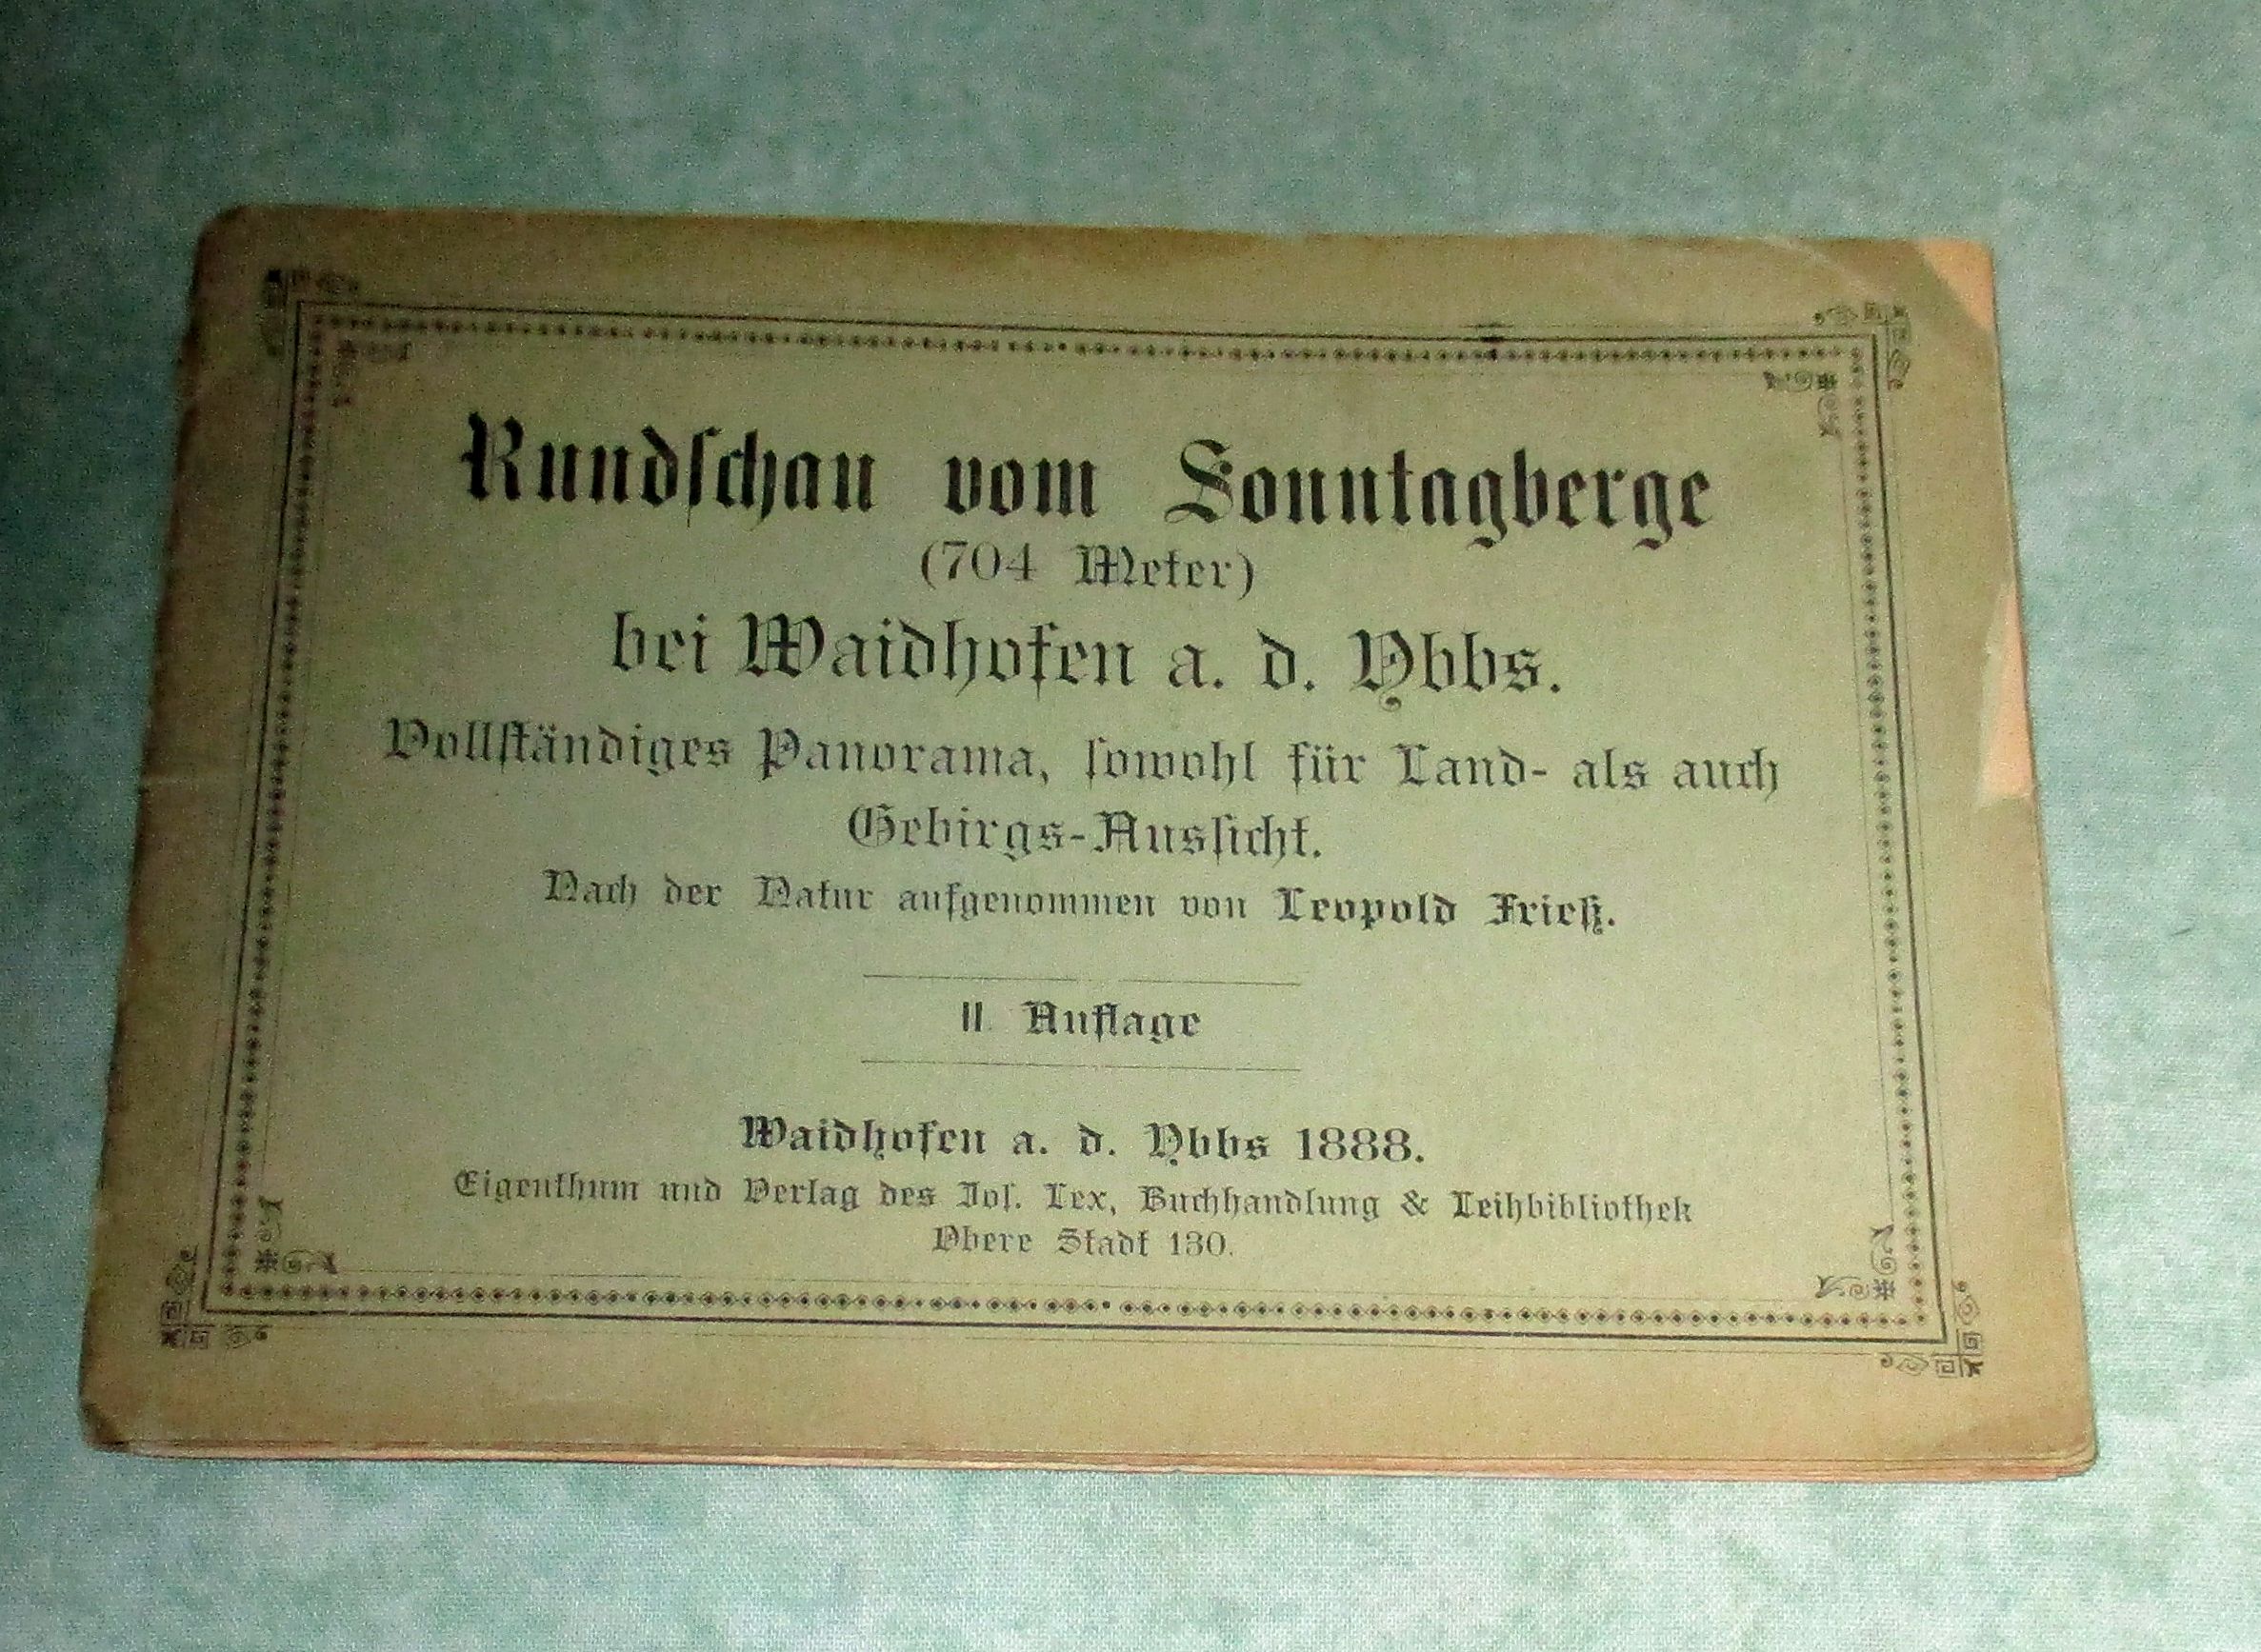 Rundſchau vom Sonntagberge
(704 Meter)
bei Waidhofen a. d. Ybbs.
Vollſtändiges Panorama, ſowohl für Land- als auch
Gebirgs-Ausſicht.
Nach der Natur aufgenommen von Leopold Frieß.
II. Auflage
Waidhofen a. d. Ybbs 1888.
Eigenthum und Verlag des Joſ. Lex, Buchhandlung & Leihbibliothek
Obere Stadt 130.